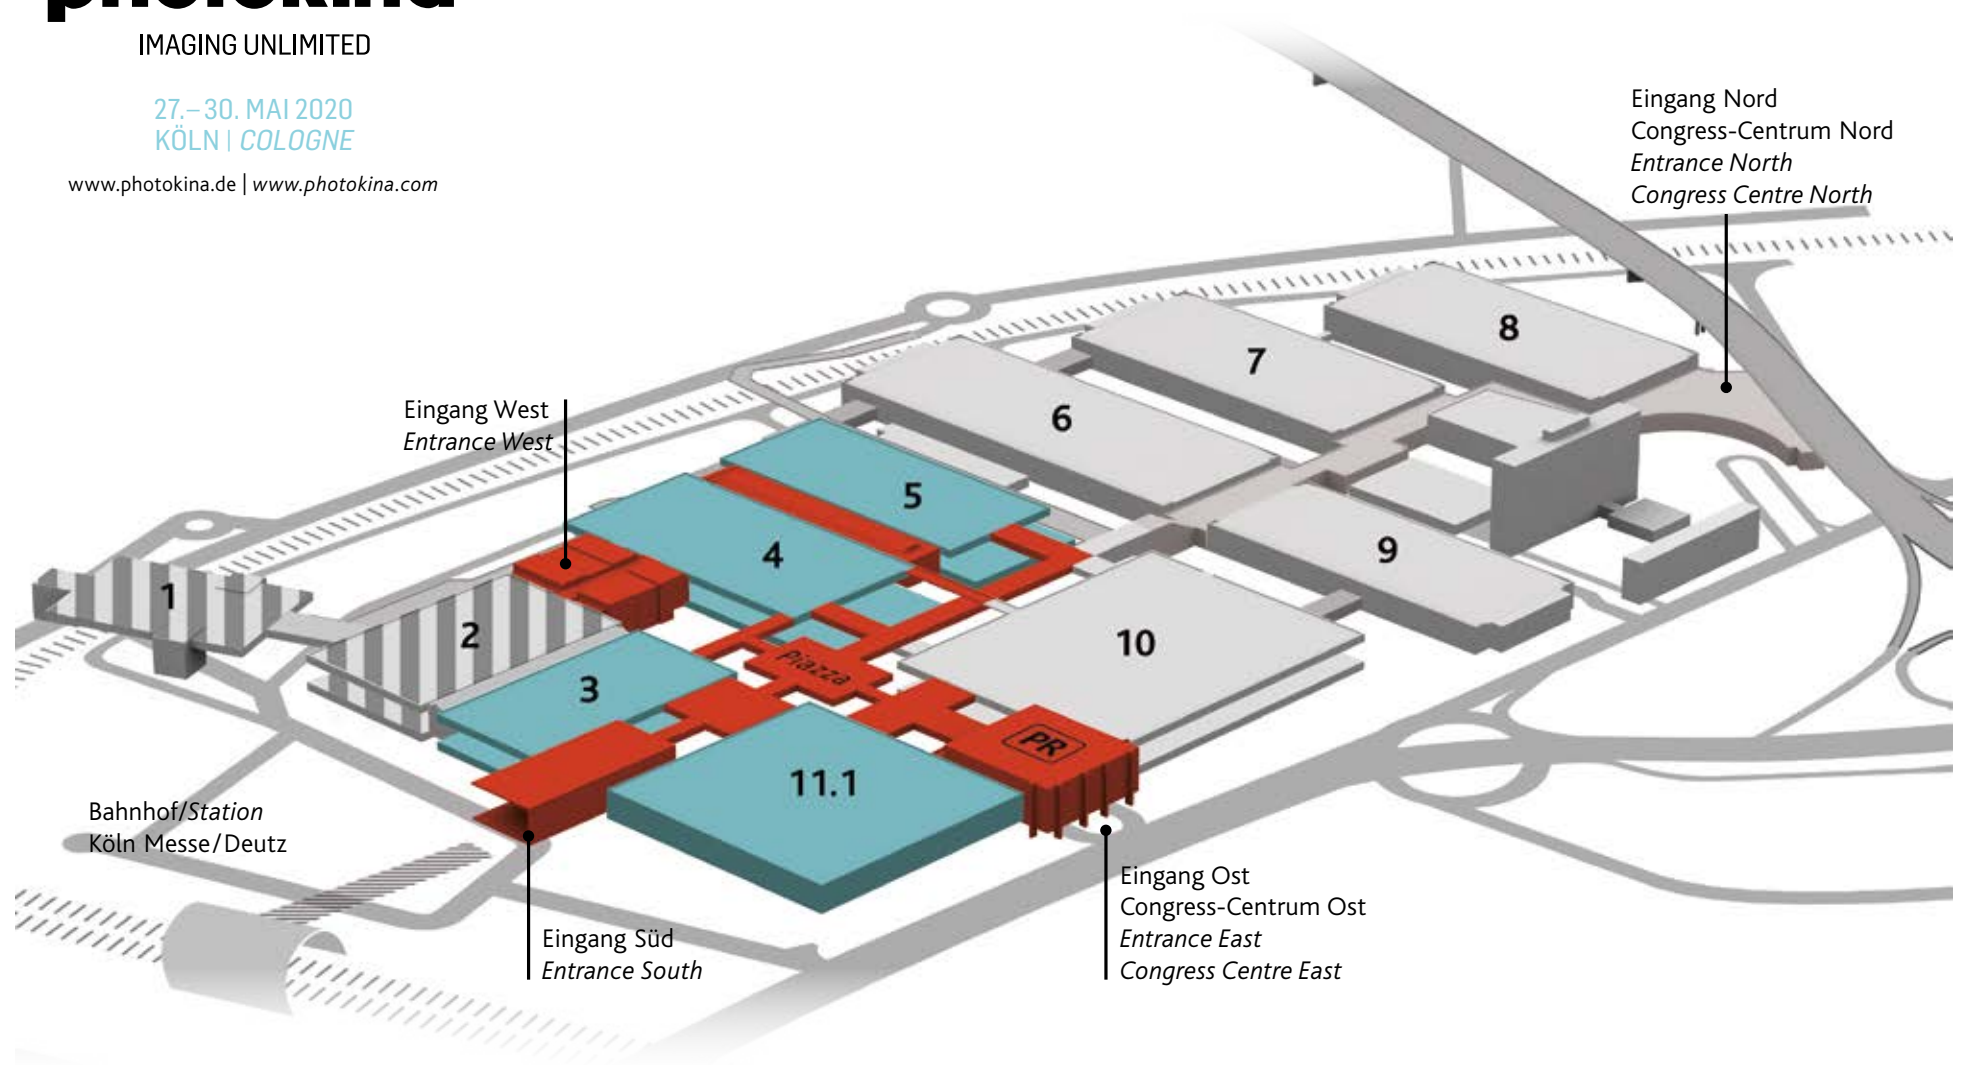 photokina
IMAGING UNLIMITED
27.–30. MAI 2020
KÖLN | COLOGNE
www.photokina.de | www.photokina.com
Eingang Nord
Congress-Centrum Nord
Entrance North
Congress Centre North
8
7
6
Eingang West
Entrance West
5
4
9
1
2
10
3
Piazza
PR
11.1
Bahnhof/Station
Köln Messe/Deutz
Eingang Süd
Entrance South
Eingang Ost
Congress-Centrum Ost
Entrance East
Congress Centre East